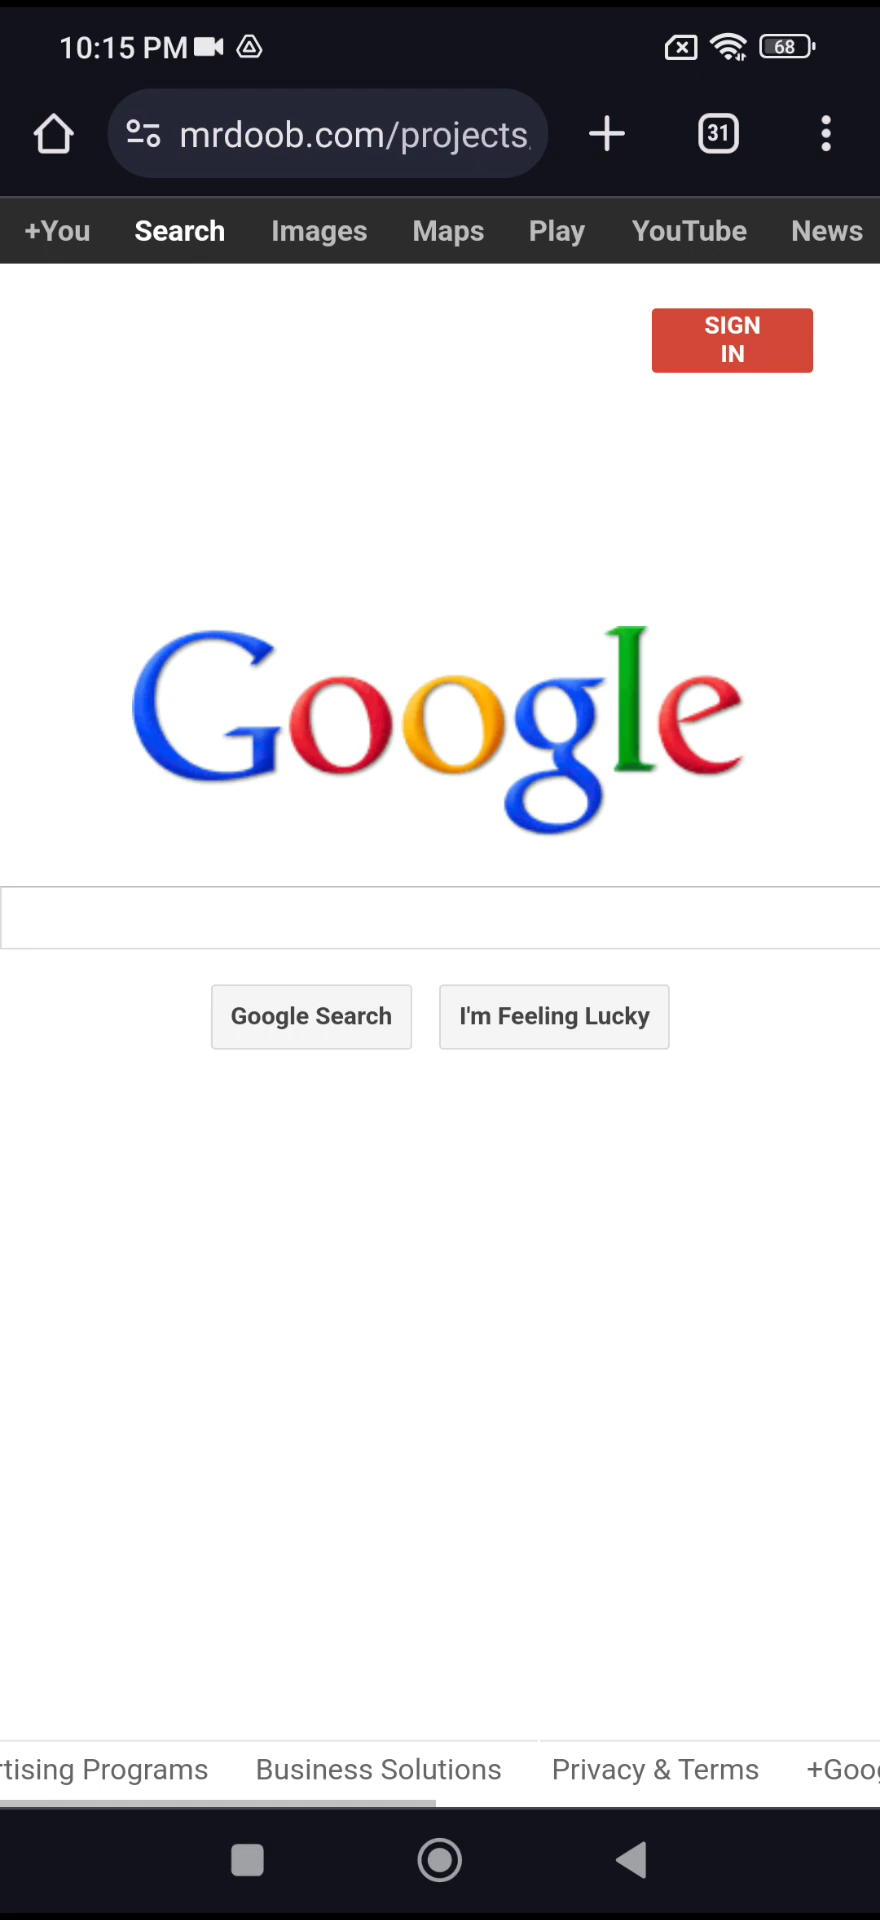 10:15 PM
68
mrdoob.com/projects
31
+You Search Images Maps Play YouTube News
SIGN
IN
Google
Google Search I'm Feeling Lucky
rtising Programs Business Solutions Privacy & Terms +Goog